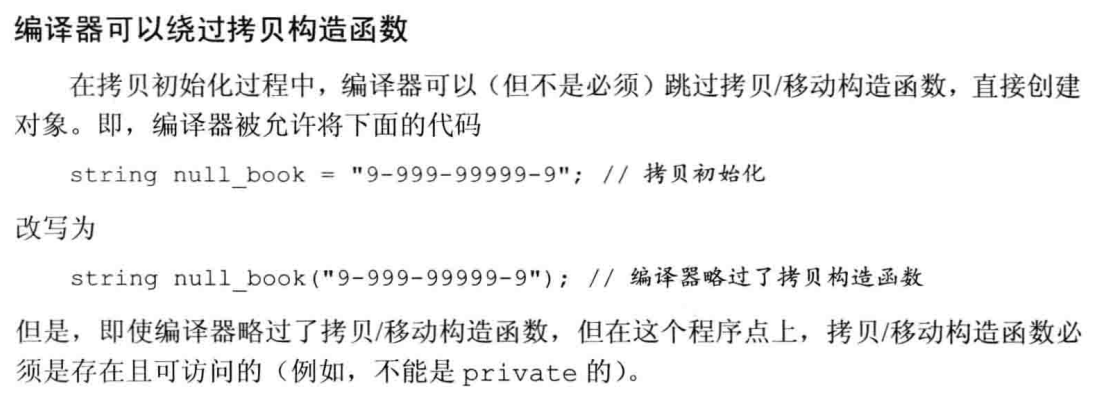 编译器可以绕过拷贝构造函数
在拷贝初始化过程中，编译器可以（但不是必须）跳过拷贝/移动构造函数，直接创建
对象。即，编译器被允许将下面的代码
string null_book = "9-999-99999-9"; // 拷贝初始化
改写为
string null_book("9-999-99999-9"); // 编译器略过了拷贝构造函数
但是，即使编译器略过了拷贝/移动构造函数，但在这个程序点上，拷贝/移动构造函数必
须是存在且可访问的（例如，不能是 private 的）。